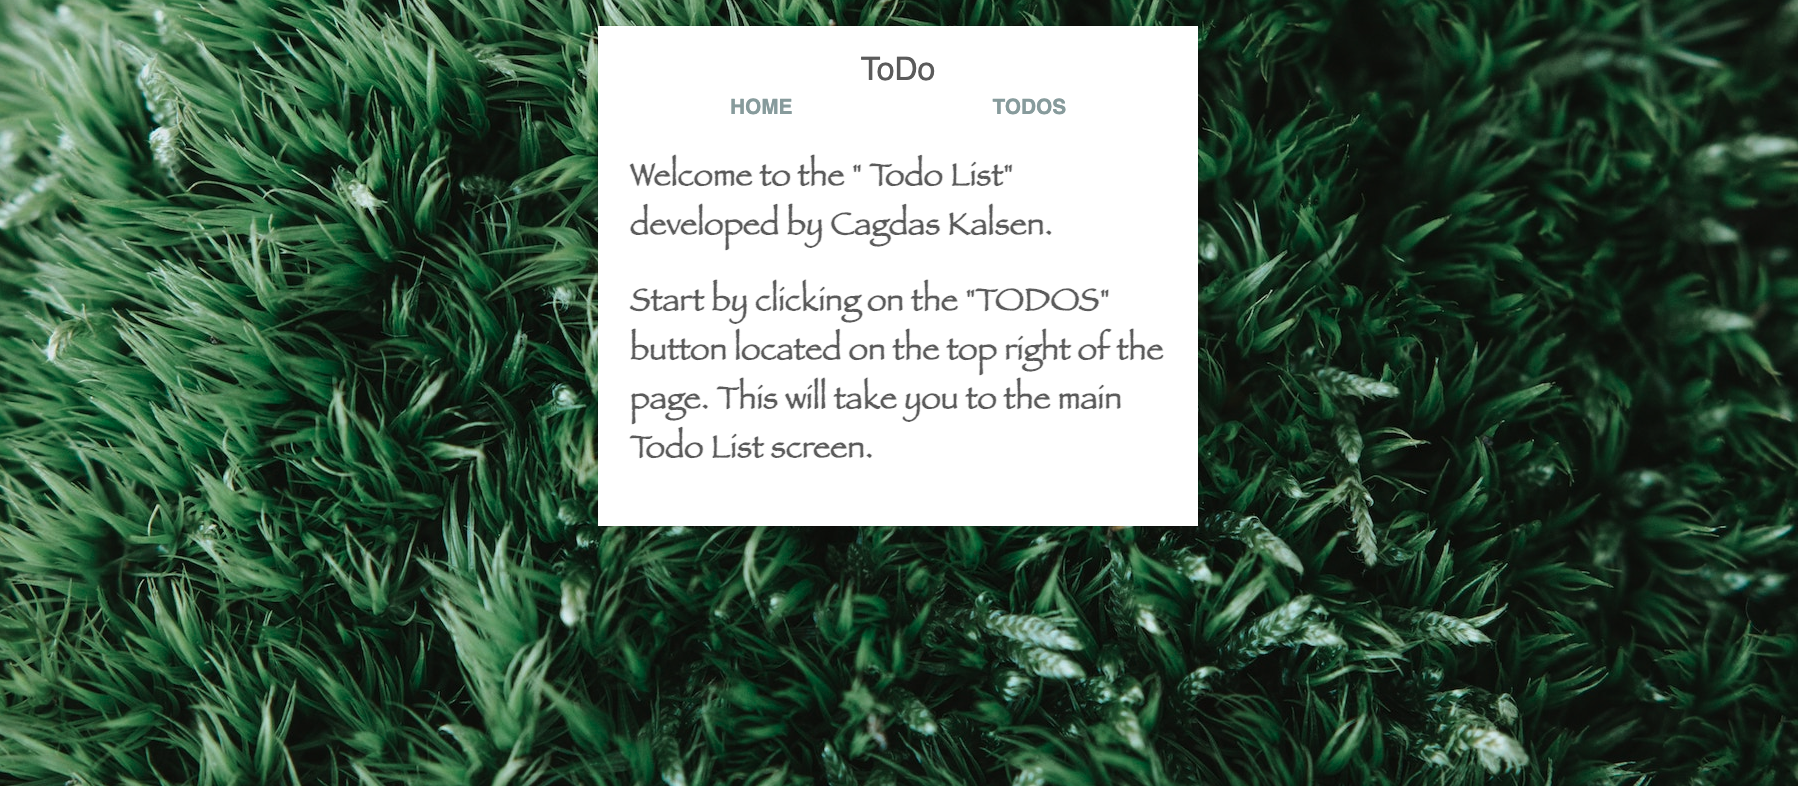 ToDo
HOME TODOS
Welcome to the " Todo List"
developed by Cagdas Kalsen.
Start by clicking on the "TODOS"
button located on the top right of the
page. This will take you to the main
Todo List screen.